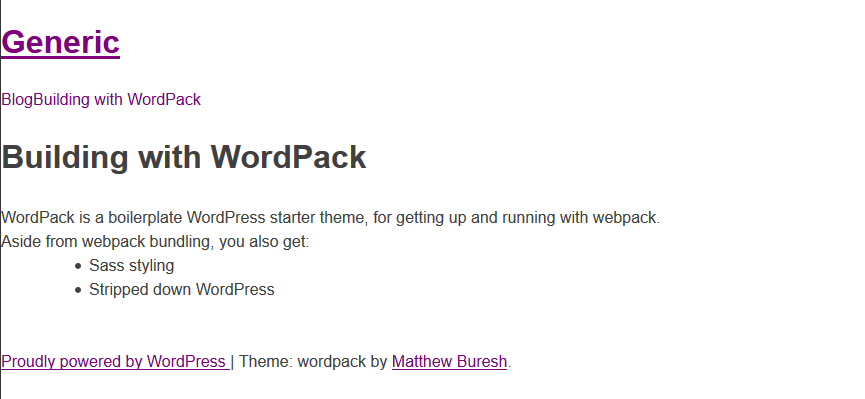 Generic
BlogBuilding with WordPack
Building with WordPack
WordPack is a boilerplate WordPress starter theme, for getting up and running with webpack.
Aside from webpack bundling, you also get:
• Sass styling
• Stripped down WordPress
Proudly powered by WordPress | Theme: wordpack by Matthew Buresh.